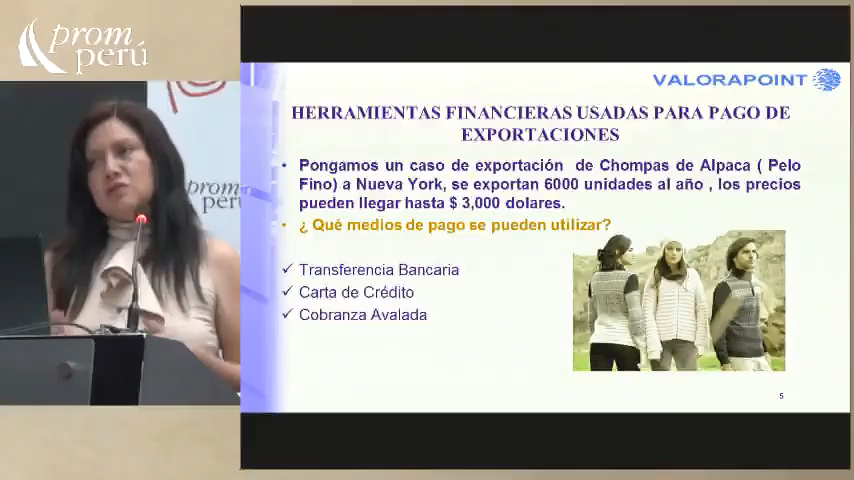 prom
perú
prom
perú
VALORAPOINT
HERRAMIENTAS FINANCIERAS USADAS PARA PAGO DE
EXPORTACIONES
• Pongamos un caso de exportación de Chompas de Alpaca ( Pelo
Fino) a Nueva York, se exportan 6000 unidades al año , los precios
pueden llegar hasta $ 3,000 dolares.
• ¿ Qué medios de pago se pueden utilizar?
✓ Transferencia Bancaria
✓ Carta de Crédito
✓ Cobranza Avalada
5